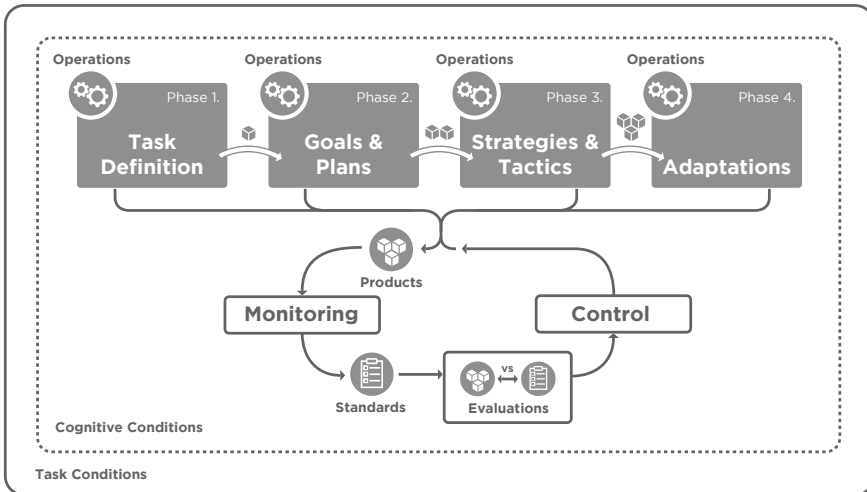 Operations
Operations
Operations
Operations
Phase 1.
Phase 2.
Phase 3.
Phase 4.
Task
Definition
Goals &
Plans
Strategies &
Tactics
Adaptations
Products
Monitoring
Control
Standards
vs
Evaluations
Cognitive Conditions
Task Conditions